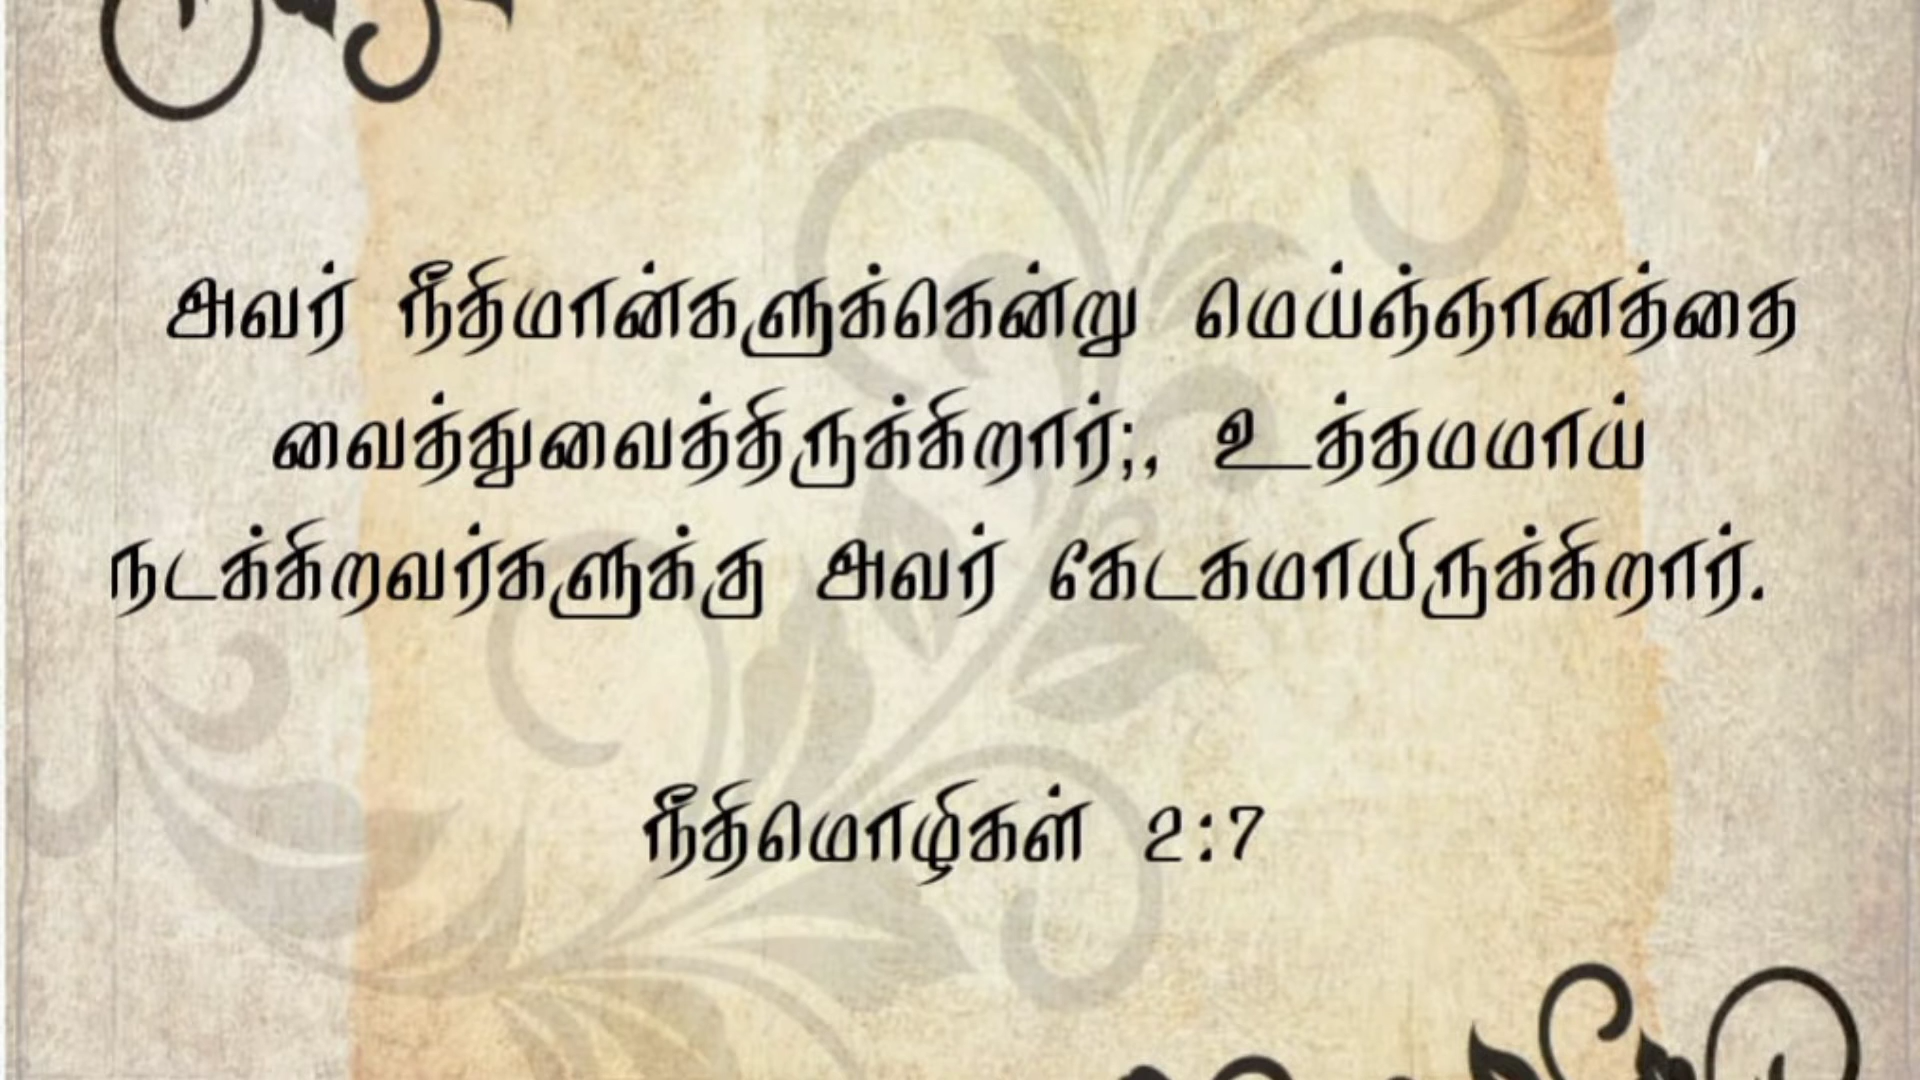 அவர் நீதிமான்களுக்கென்று மெய்ஞ்ஞானத்தை
வைத்துவைத்திருக்கிறார்;, உத்தமமாய்
நடக்கிறவர்களுக்கு அவர் கேடகமாயிருக்கிறார்.
நீதிமொழிகள் 2:7